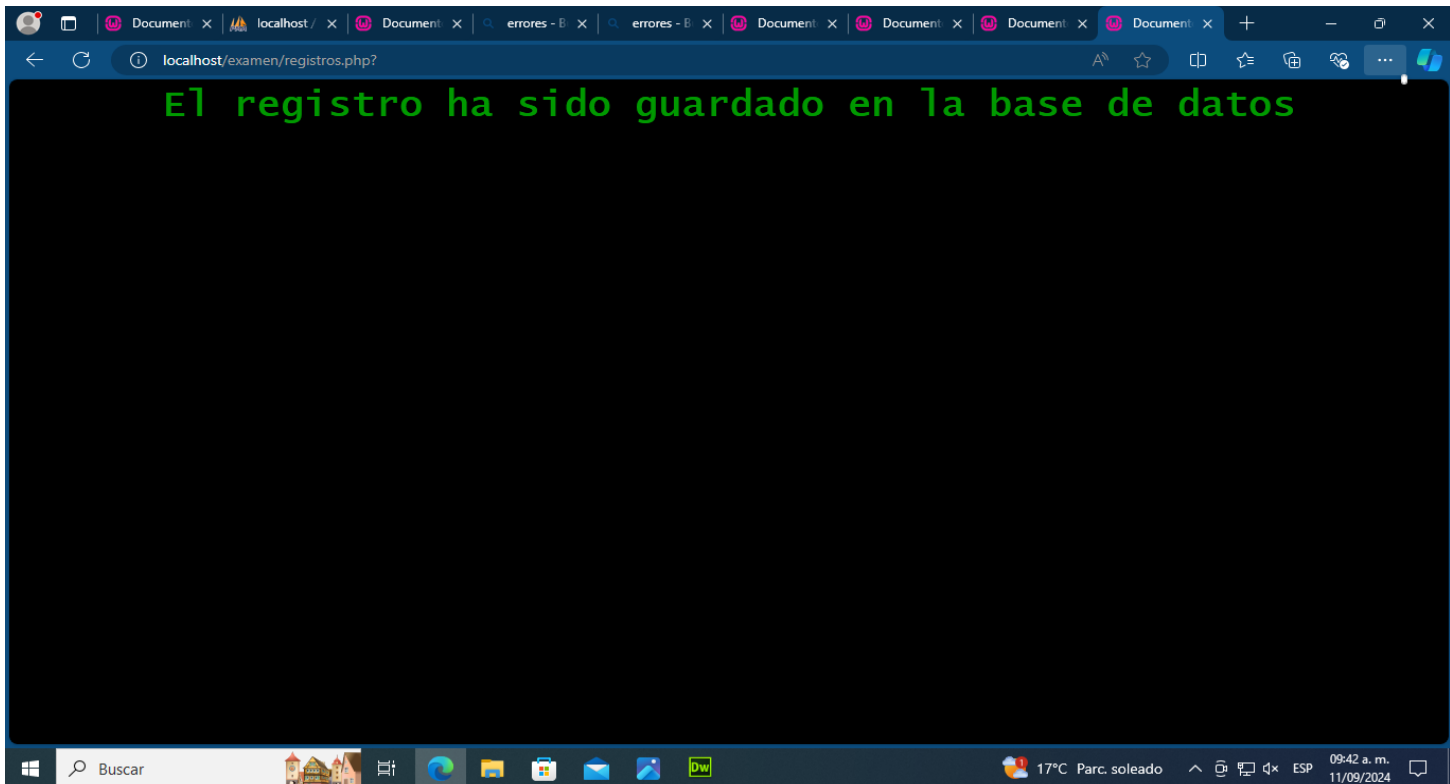 Document
localhost /
Document
errores - B
errores - B
Document
Document
Document
Document
localhost/examen/registros.php?
El registro ha sido guardado en la base de datos
Buscar
Dw
17°C Parc. soleado
ESP
09:42 a. m.
11/09/2024